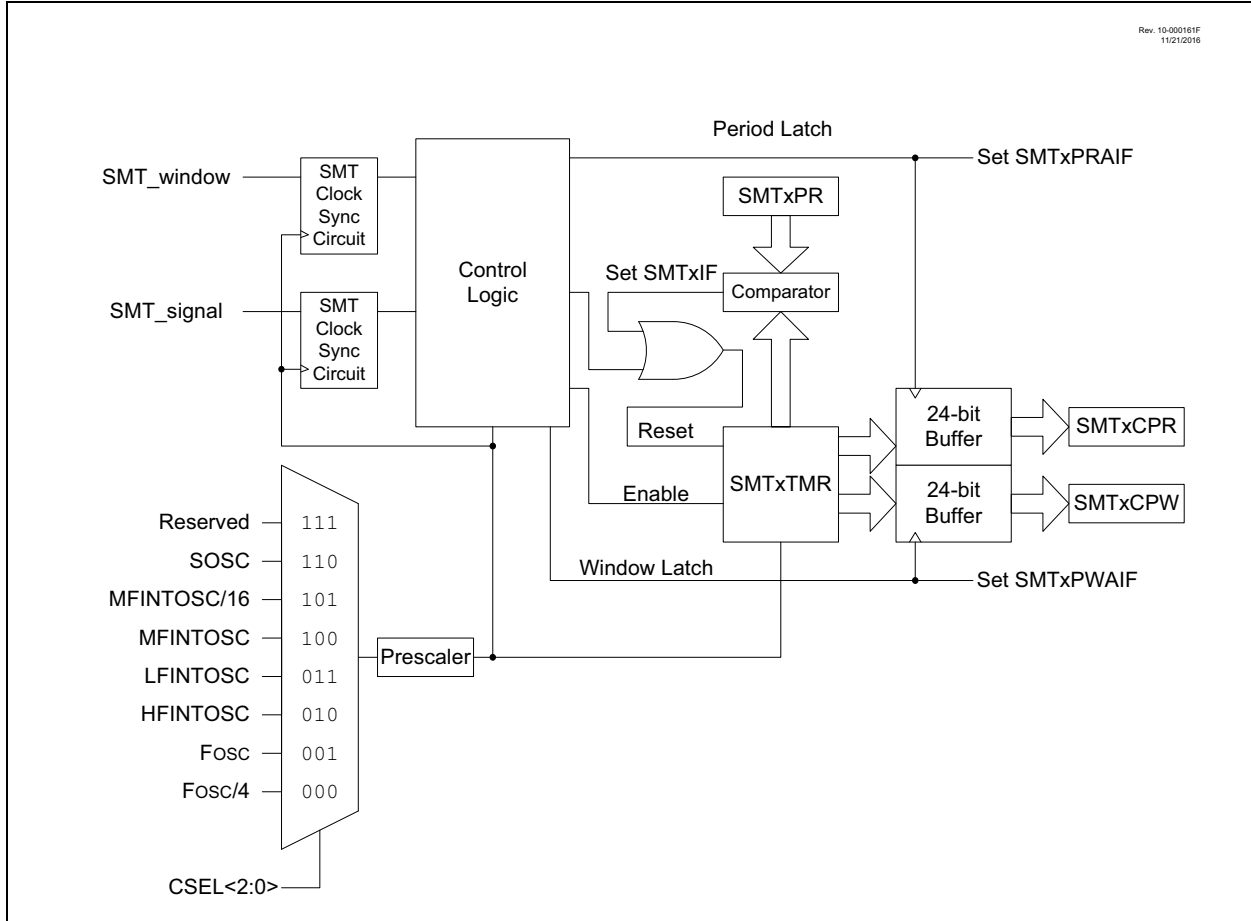 Rev. 10-000161F
11/21/2016
Period Latch
Set SMTxPRAIF
SMT_window
SMT
Clock
Sync
Circuit
SMTxPR
Control
Logic
Set SMTxIF
Comparator
SMT_signal
SMT
Clock
Sync
Circuit
Reset
24-bit
Buffer
SMTxCPR
Enable
SMTxTMR
24-bit
Buffer
SMTxCPW
Window Latch
Set SMTxPWAIF
Reserved 111
SOSC 110
MFINTOSC/16 101
MFINTOSC 100
Prescaler
LFINTOSC 011
HFINTOSC 010
FOSC 001
FOSC/4 000
CSEL<2:0>